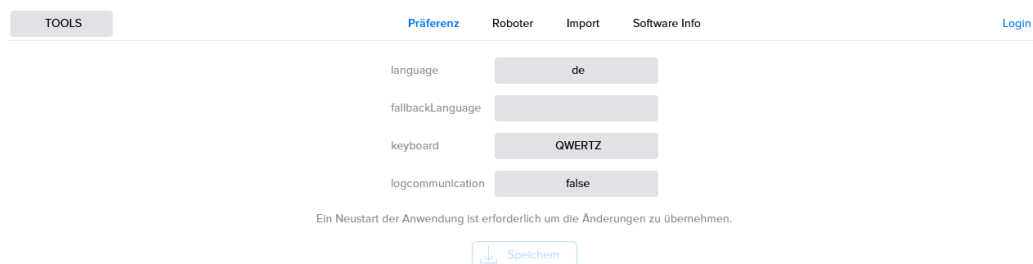 TOOLS Präferenz Roboter Import Software Info Login
language de
fallbackLanguage
keyboard QWERTZ
logcommunication false
Ein Neustart der Anwendung ist erforderlich um die Änderungen zu übernehmen.
Speichern